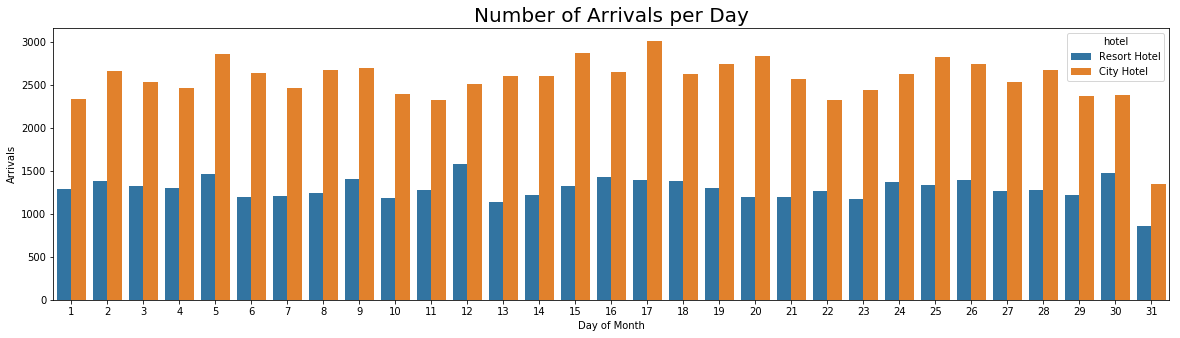 Number of Arrivals per Day
hotel
Resort Hotel
City Hotel
Arrivals
3000
2500
2000
1500
1000
500
0
1 2 3 4 5 6 7 8 9 10 11 12 13 14 15 16 17 18 19 20 21 22 23 24 25 26 27 28 29 30 31
Day of Month